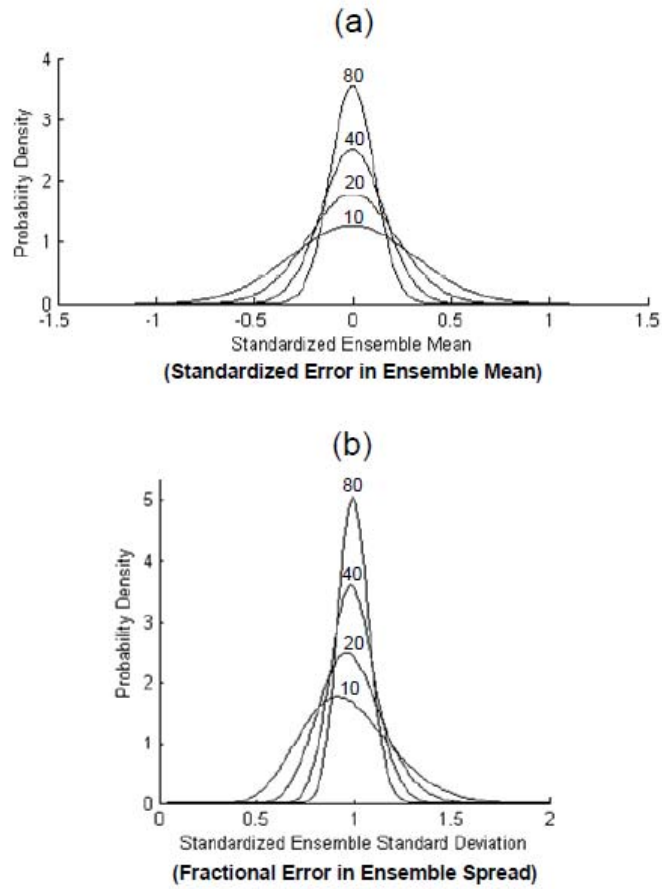 (a)
4
3
2
1
0
Probability Density
80
40
20
10
-1.5 -1 -0.5 0 0.5 1 1.5
Standardized Ensemble Mean
(Standardized Error in Ensemble Mean)
(b)
5
4
3
2
1
0
Probability Density
80
40
20
10
0 0.5 1 1.5 2
Standardized Ensemble Standard Deviation
(Fractional Error in Ensemble Spread)